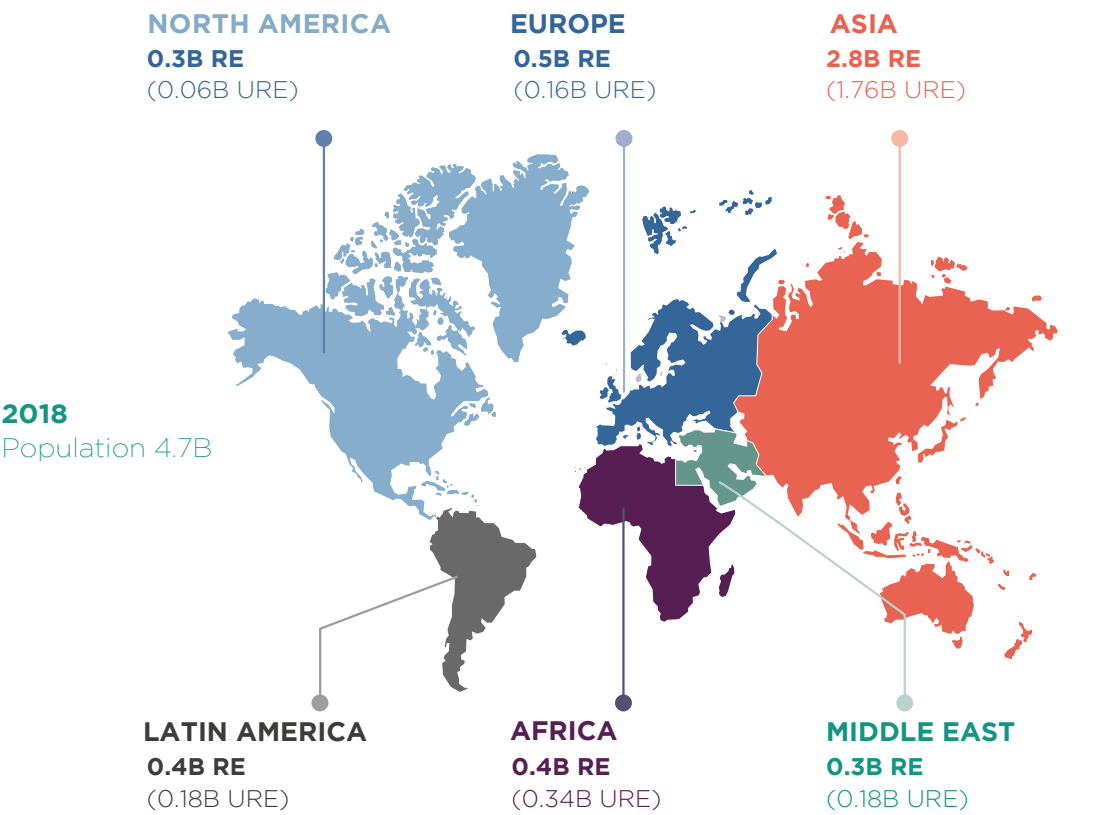 NORTH AMERICA
0.3B RE
(0.06B URE)
EUROPE
0.5B RE
(0.16B URE)
ASIA
2.8B RE
(1.76B URE)
2018
Population 4.7B
LATIN AMERICA
0.4B RE
(0.18B URE)
AFRICA
0.4B RE
(0.34B URE)
MIDDLE EAST
0.3B RE
(0.18B URE)